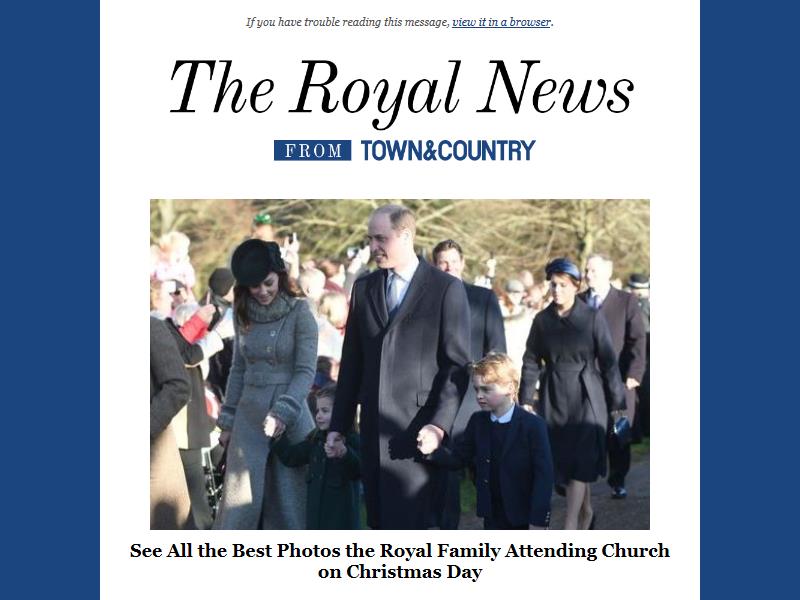 If you have trouble reading this message, view it in a browser.
The Royal News
FROM TOWN&COUNTRY
See All the Best Photos the Royal Family Attending Church
on Christmas Day